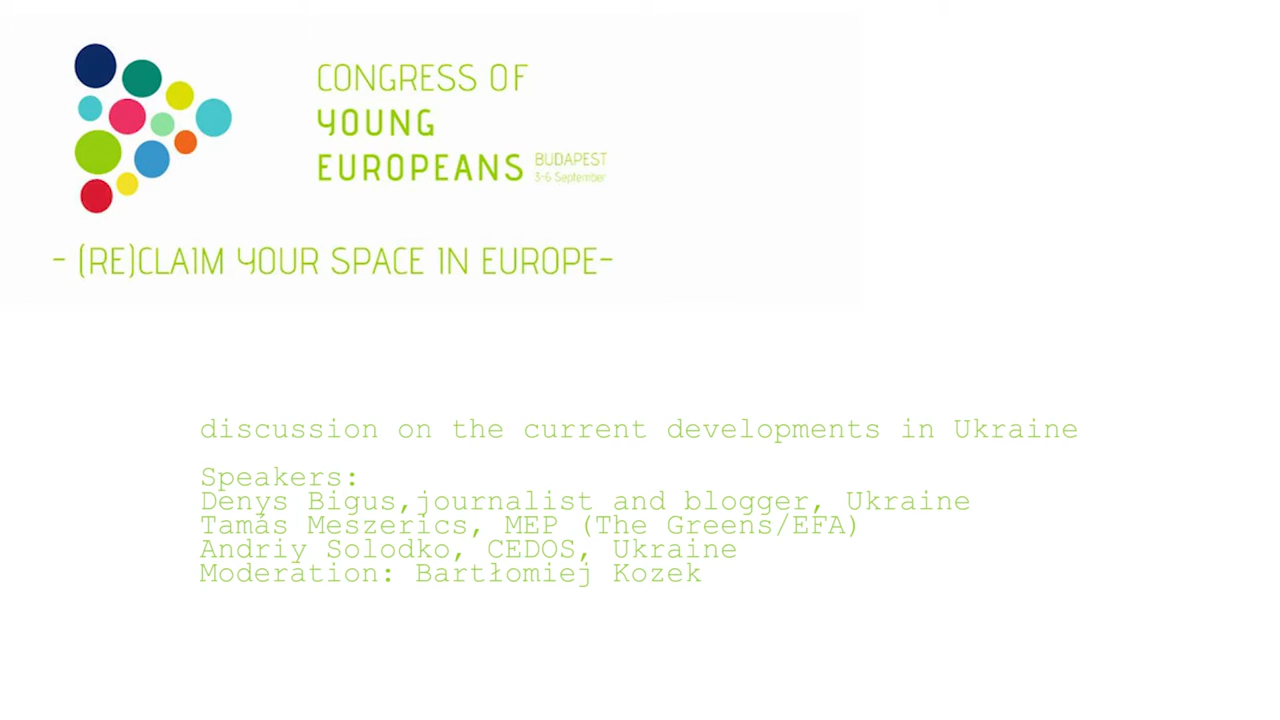 CONGRESS OF
YOUNG
EUROPEANS BUDAPEST
3-6 September
- (RE)CLAIM YOUR SPACE IN EUROPE-
discussion on the current developments in Ukraine
Speakers:
Denys Bigus,journalist and blogger, Ukraine
Tamás Meszerics, MEP (The Greens/EFA)
Andriy Solodko, CEDOS, Ukraine
Moderation: Bartłomiej Kozek